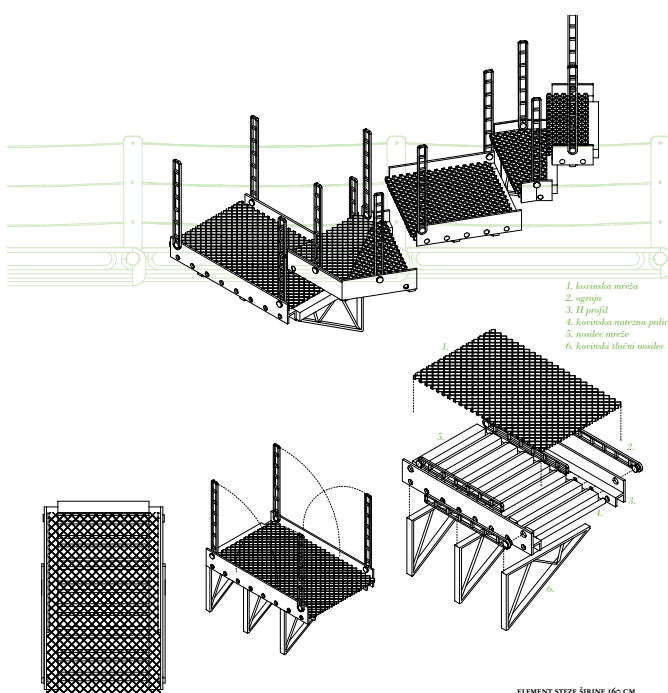 1. kovinska mreža
2. ograja
3. H profil
4. kovinska natezna palic
5. nosilec mreže
6. kovinski tlačni nosilec
1.
5.
2.
3.
4.
6.
ELEMENT STEZE ŠIRINE 160 CM